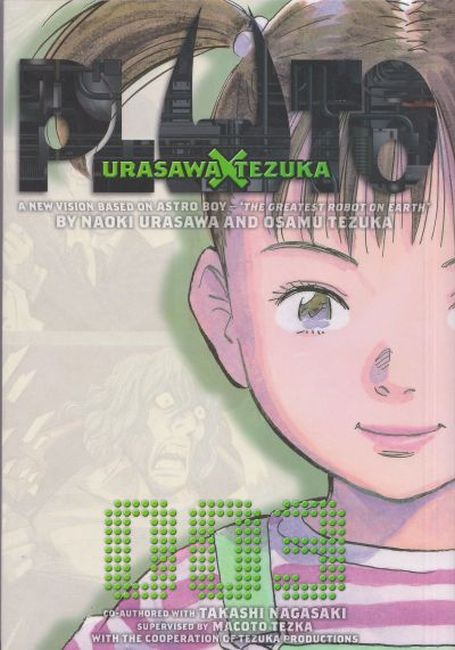 PLUTO
URASAWA X TEZUKA
A NEW VISION BASED ON ASTRO BOY – "THE GREATEST ROBOT ON EARTH"
BY NAOKI URASAWA AND OSAMU TEZUKA
003
CO-AUTHORED WITH TAKASHI NAGASAKI
SUPERVISED BY MACOTO TEZKA
WITH THE COOPERATION OF TEZUKA PRODUCTIONS